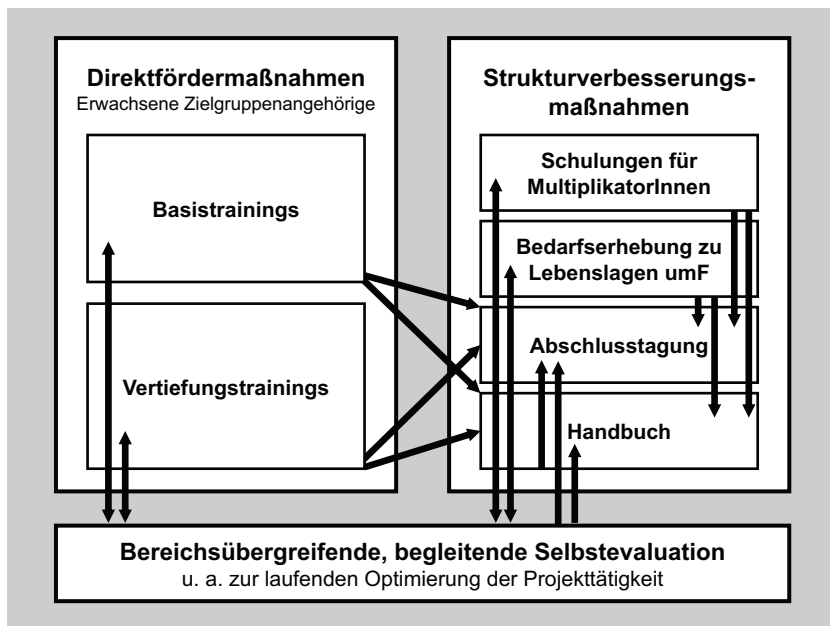 Direktfördermaßnahmen
Erwachsene Zielgruppenangehörige
Basistrainings
Vertiefungstrainings
Strukturverbesserungs-
maßnahmen
Schulungen für
MultiplikatorInnen
Bedarfserhebung zu
Lebenslagen umF
Abschlusstagung
Handbuch
Bereichsübergreifende, begleitende Selbstevaluation
u. a. zur laufenden Optimierung der Projekttätigkeit